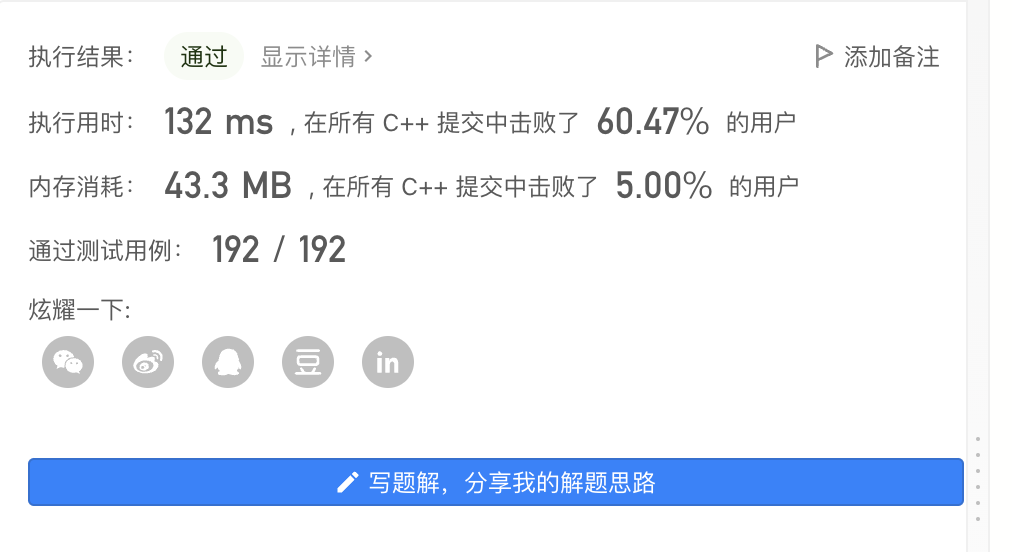 执行结果： 通过 显示详情 › 添加备注
执行用时： 132 ms , 在所有 C++ 提交中击败了 60.47% 的用户
内存消耗： 43.3 MB , 在所有 C++ 提交中击败了 5.00% 的用户
通过测试用例： 192 / 192
炫耀一下:
豆 in
写题解，分享我的解题思路